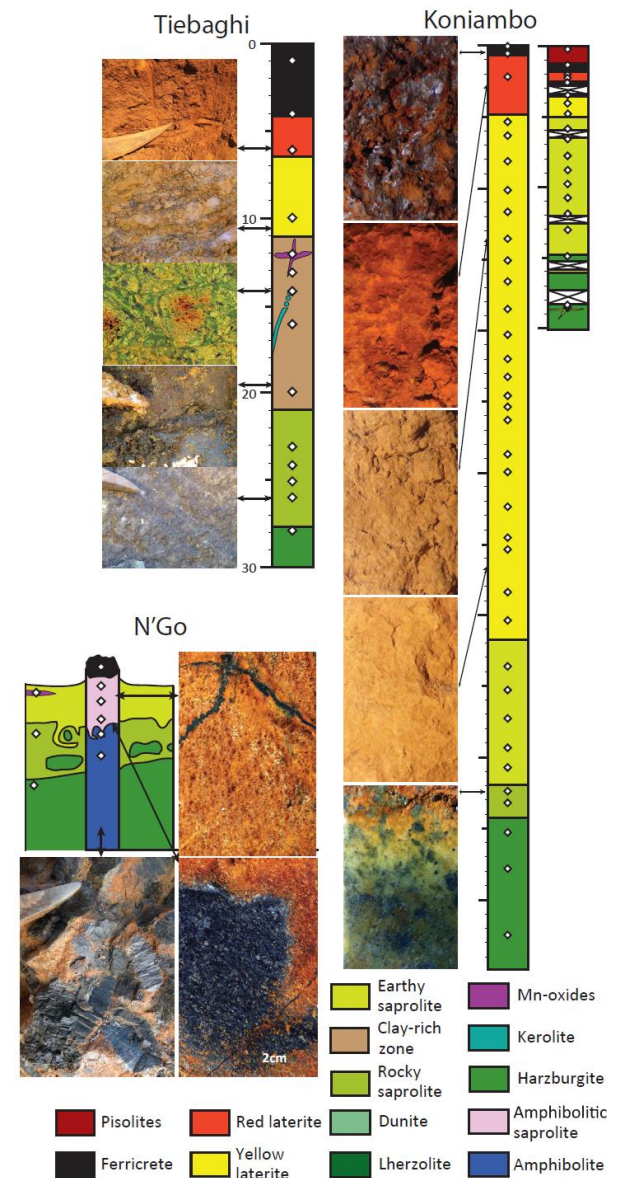 Tiebaghi
Koniambo
0
10
20
30
N'Go
2cm
Earthy
saprolite
Mn-oxides
Clay-rich
zone
Kerolite
Rocky
saprolite
Harzburgite
Pisolites
Red laterite
Dunite
Amphibolitic
saprolite
Ferricrete
Yellow
laterite
Lherzolite
Amphibolite